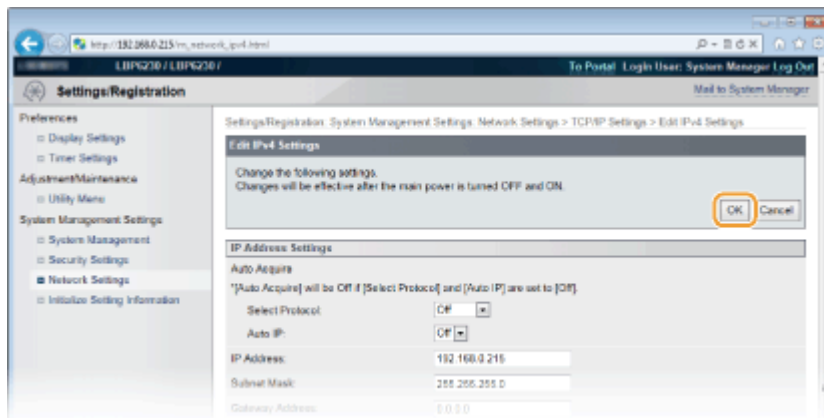 http://192.168.0.215/m_network_ipv4.html
LBP6230 / LBP6230 /
To Portal Login User: System Manager Log Out
Settings/Registration
Mail to System Manager
Preferences
Display Settings
Timer Settings
Adjustment/Maintenance
Utility Menu
System Management Settings
System Management
Security Settings
Network Settings
Initialize Setting Information
Settings/Registration: System Management Settings: Network Settings > TCP/IP Settings > Edit IPv4 Settings
Edit IPv4 Settings
Change the following settings.
Changes will be effective after the main power is turned OFF and ON.
OK Cancel
IP Address Settings
Auto Acquire
*[Auto Acquire] will be Off if [Select Protocol] and [Auto IP] are set to [Off].
Select Protocol: Off
Auto IP: Off
IP Address: 192.168.0.215
Subnet Mask: 255.255.255.0
Gateway Address: 0.0.0.0